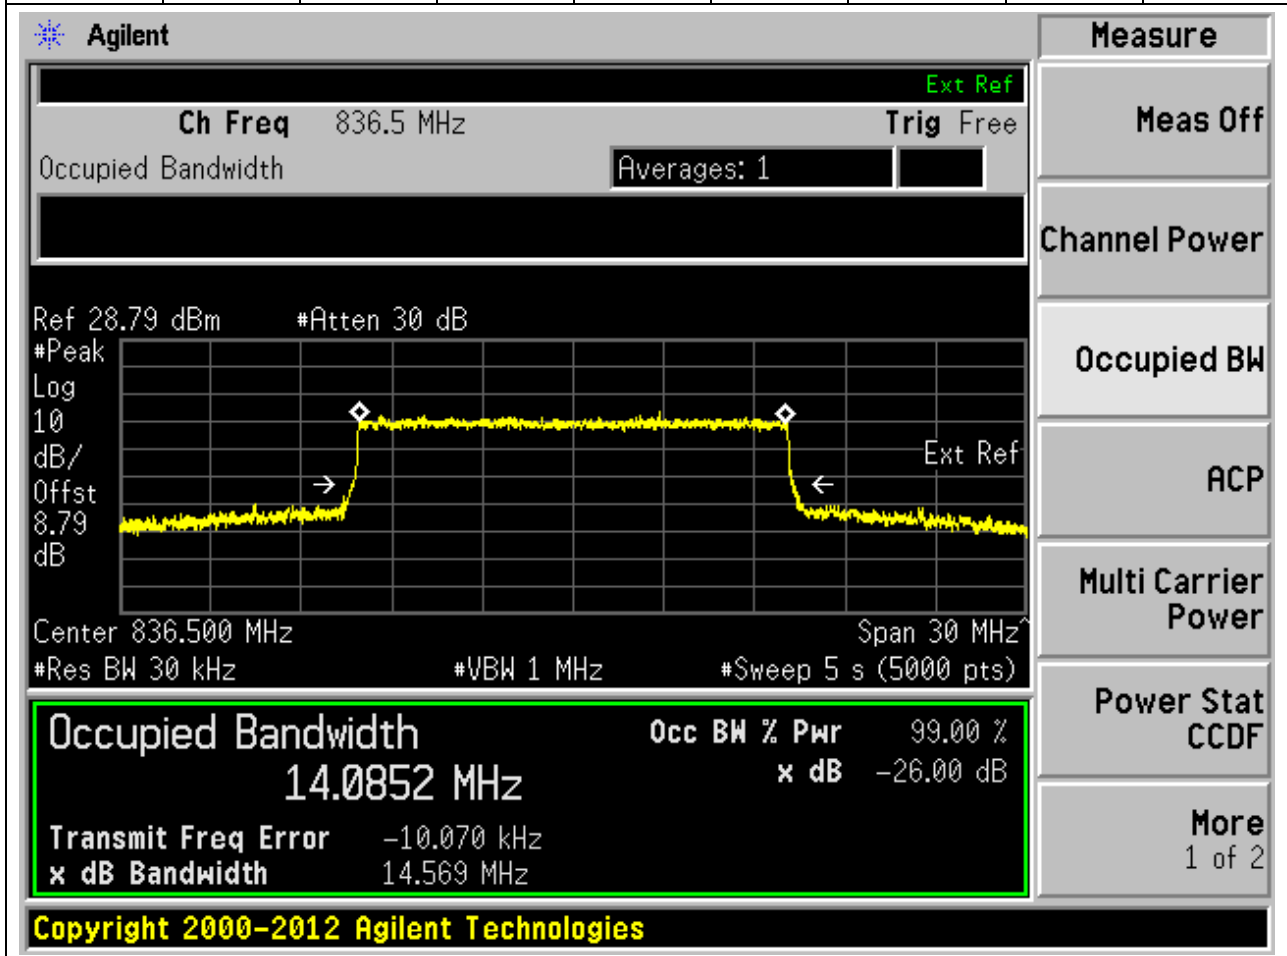 Agilent
Measure
Ext Ref
Ch Freq 836.5 MHz Trig Free
Occupied Bandwidth Averages: 1
Ref 28.79 dBm #Atten 30 dB
#Peak
Log
10
dB/
Offst
8.79
dB
Ext Ref
Center 836.500 MHz Span 30 MHz^
#Res BW 30 kHz #VBW 1 MHz #Sweep 5 s (5000 pts)
Occupied Bandwidth
14.0852 MHz
Occ BW % Pwr 99.00 %
x dB -26.00 dB
Transmit Freq Error -10.070 kHz
x dB Bandwidth 14.569 MHz
Meas Off
Channel Power
Occupied BW
ACP
Multi Carrier
Power
Power Stat
CCDF
More
1 of 2
Copyright 2000-2012 Agilent Technologies